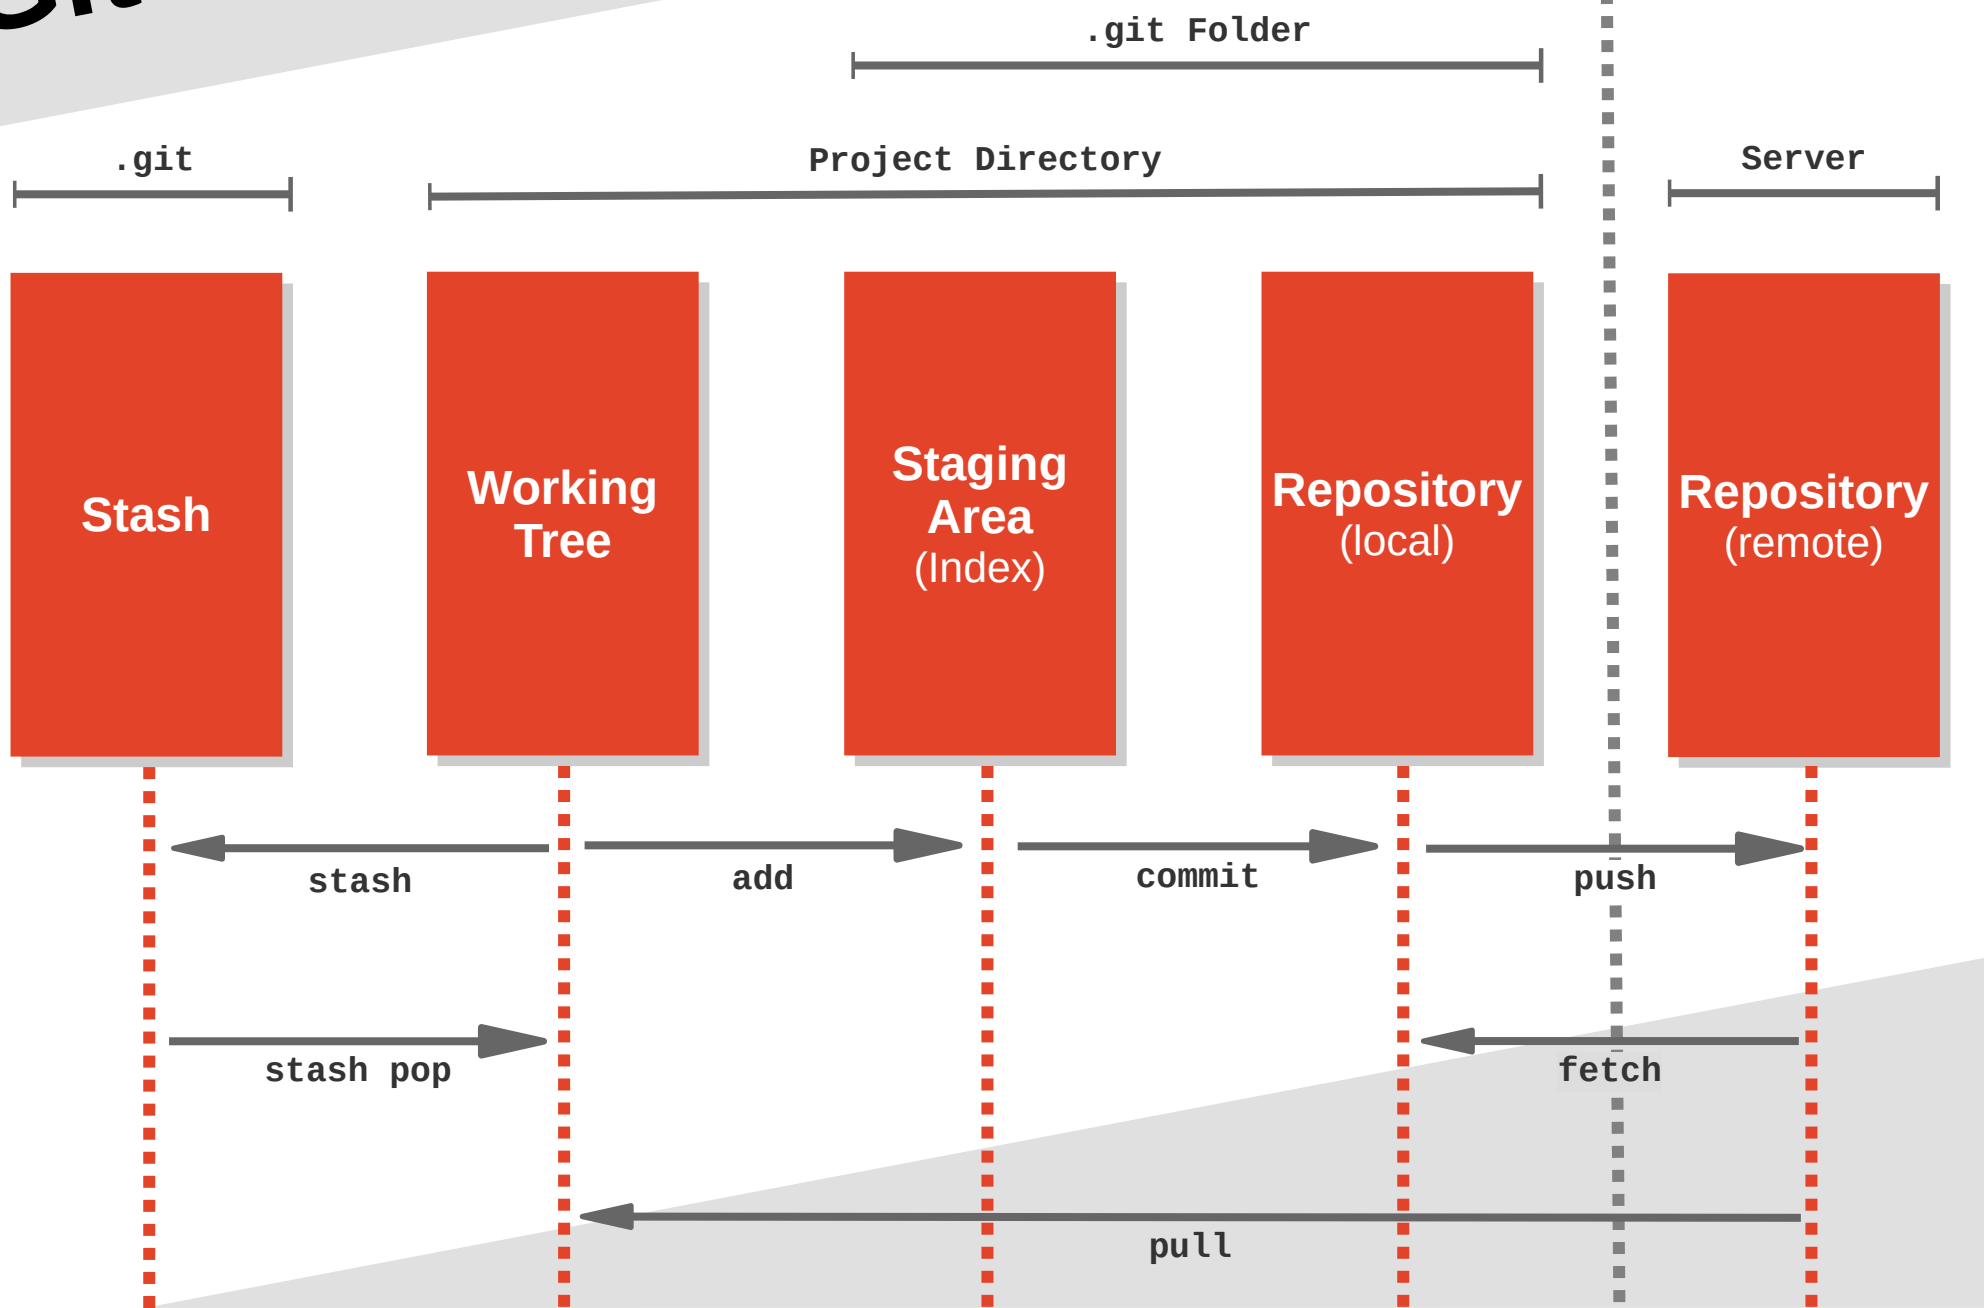 .git Folder
.git
Project Directory
Server
Stash
Working
Tree
Staging
Area
(Index)
Repository
(local)
Repository
(remote)
stash
add
commit
push
stash pop
fetch
pull